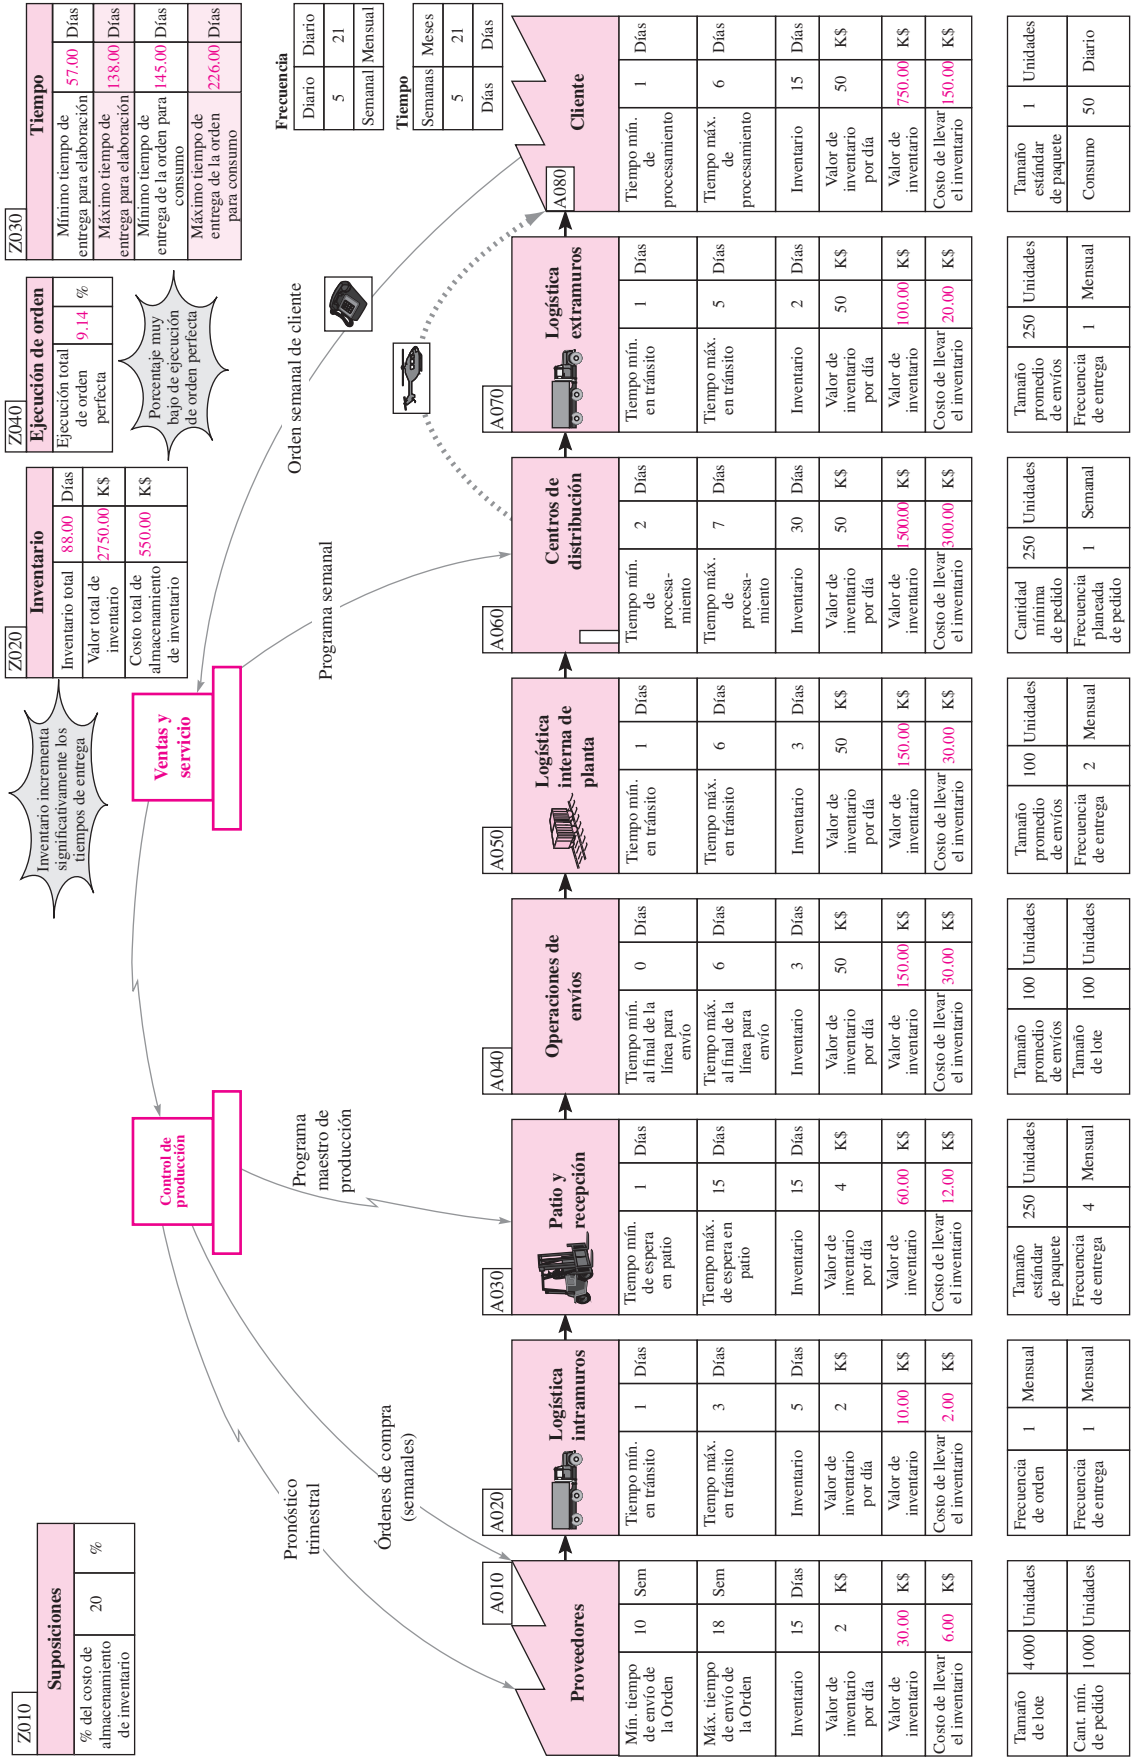 Z010
Suposiciones
% del costo de
almacenamiento
de inventario
20
%
Inventario incrementa
significativamente los
tiempos de entrega
Z020
Inventario
Inventario total
88.00
Días
Valor total de
inventario
2750.00
K$
Costo total de
almacenamiento
de inventario
550.00
K$
Z040
Ejecución de orden
Ejecución total
de orden
perfecta
9.14
%
Porcentaje muy
bajo de ejecución
de orden perfecta
Z030
Tiempo
Mínimo tiempo de
entrega para elaboración
57.00
Días
Máximo tiempo de
entrega para elaboración
138.00
Días
Mínimo tiempo de
entrega de la orden para
consumo
145.00
Días
Máximo tiempo de
entrega de la orden
para consumo
226.00
Días
Frecuencia
Diario
Diario
5
21
Semanal
Mensual
Tiempo
Semanas
Meses
5
21
Días
Días
Control de
producción
Ventas y
servicio
Pronóstico
trimestral
Órdenes de compra
(semanales)
Programa
maestro de
producción
Programa semanal
Orden semanal de cliente
A010
Proveedores
Mín. tiempo
de envío de
la Orden
10
Sem
Máx. tiempo
de envío de
la Orden
18
Sem
Inventario
15
Días
Valor de
inventario
por día
2
K$
Valor de
inventario
30.00
K$
Costo de llevar
el inventario
6.00
K$
Tamaño
de lote
4000
Unidades
Cant. mín.
de pedido
1000
Unidades
A020
Logística
intramuros
Tiempo mín.
en tránsito
1
Días
Tiempo máx.
en tránsito
3
Días
Inventario
5
Días
Valor de
inventario
por día
2
K$
Valor de
inventario
10.00
K$
Costo de llevar
el inventario
2.00
K$
Frecuencia
de orden
1
Mensual
Frecuencia
de entrega
1
Mensual
A030
Patio y
recepción
Tiempo mín.
de espera
en patio
1
Días
Tiempo máx.
de espera en
patio
15
Días
Inventario
15
Días
Valor de
inventario
por día
4
K$
Valor de
inventario
60.00
K$
Costo de llevar
el inventario
12.00
K$
Tamaño
estándar
de paquete
250
Unidades
Frecuencia
de entrega
4
Mensual
A040
Operaciones de
envíos
Tiempo mín.
al final de la
línea para
envío
0
Días
Tiempo máx.
al final de la
línea para
envío
6
Días
Inventario
3
Días
Valor de
inventario
por día
50
K$
Valor de
inventario
150.00
K$
Costo de llevar
el inventario
30.00
K$
Tamaño
promedio
de envíos
100
Unidades
Tamaño
de lote
100
Unidades
A050
Logística
interna de
planta
Tiempo mín.
en tránsito
1
Días
Tiempo máx.
en tránsito
6
Días
Inventario
3
Días
Valor de
inventario
por día
50
K$
Valor de
inventario
150.00
K$
Costo de llevar
el inventario
30.00
K$
Tamaño
promedio
de envíos
100
Unidades
Frecuencia
de entrega
2
Mensual
A060
Centros de
distribución
Tiempo mín.
de
procesa-
miento
2
Días
Tiempo máx.
de
procesa-
miento
7
Días
Inventario
30
Días
Valor de
inventario
por día
50
K$
Valor de
inventario
1500.00
K$
Costo de llevar
el inventario
300.00
K$
Cantidad
mínima
de pedido
250
Unidades
Frecuencia
planeada
de pedido
1
Semanal
A070
Logística
extramuros
Tiempo mín.
en tránsito
1
Días
Tiempo máx.
en tránsito
5
Días
Inventario
2
Días
Valor de
inventario
por día
50
K$
Valor de
inventario
100.00
K$
Costo de llevar
el inventario
20.00
K$
Tamaño
promedio
de envíos
250
Unidades
Frecuencia
de entrega
1
Mensual
A080
Cliente
Tiempo mín.
de
procesamiento
1
Días
Tiempo máx.
de
procesamiento
6
Días
Inventario
15
Días
Valor de
inventario
por día
50
K$
Valor de
inventario
750.00
K$
Costo de llevar
el inventario
150.00
K$
Tamaño
estándar
de paquete
1
Unidades
Consumo
50
Diario